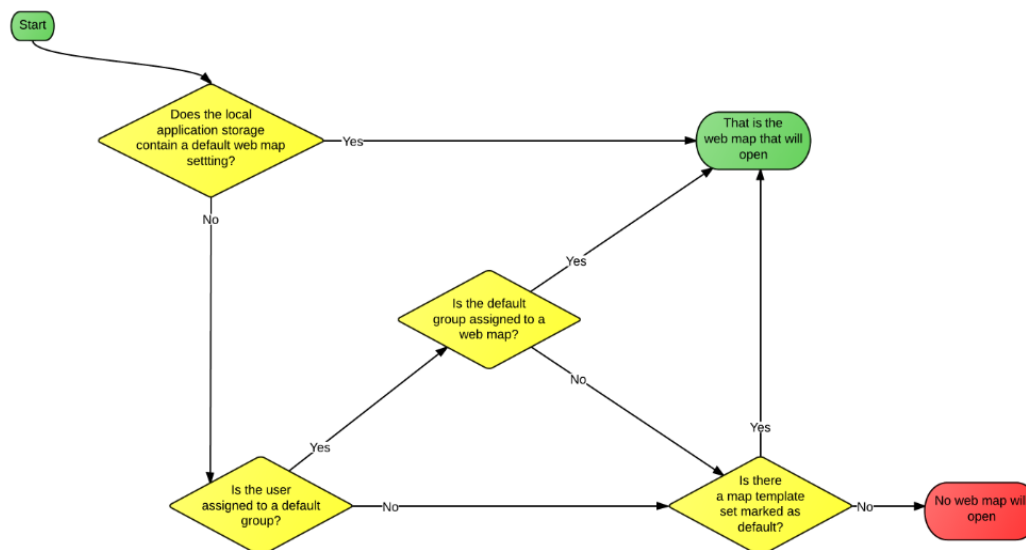 Start
Does the local
application storage
contain a default web map
settting?
Yes
That is the
web map that will
open
No
Yes
Is the default
group assigned to a
web map?
No
Yes
Yes
Is the user
assigned to a default
group?
No
Is there
a map template
set marked as
default?
No
No web map will
open